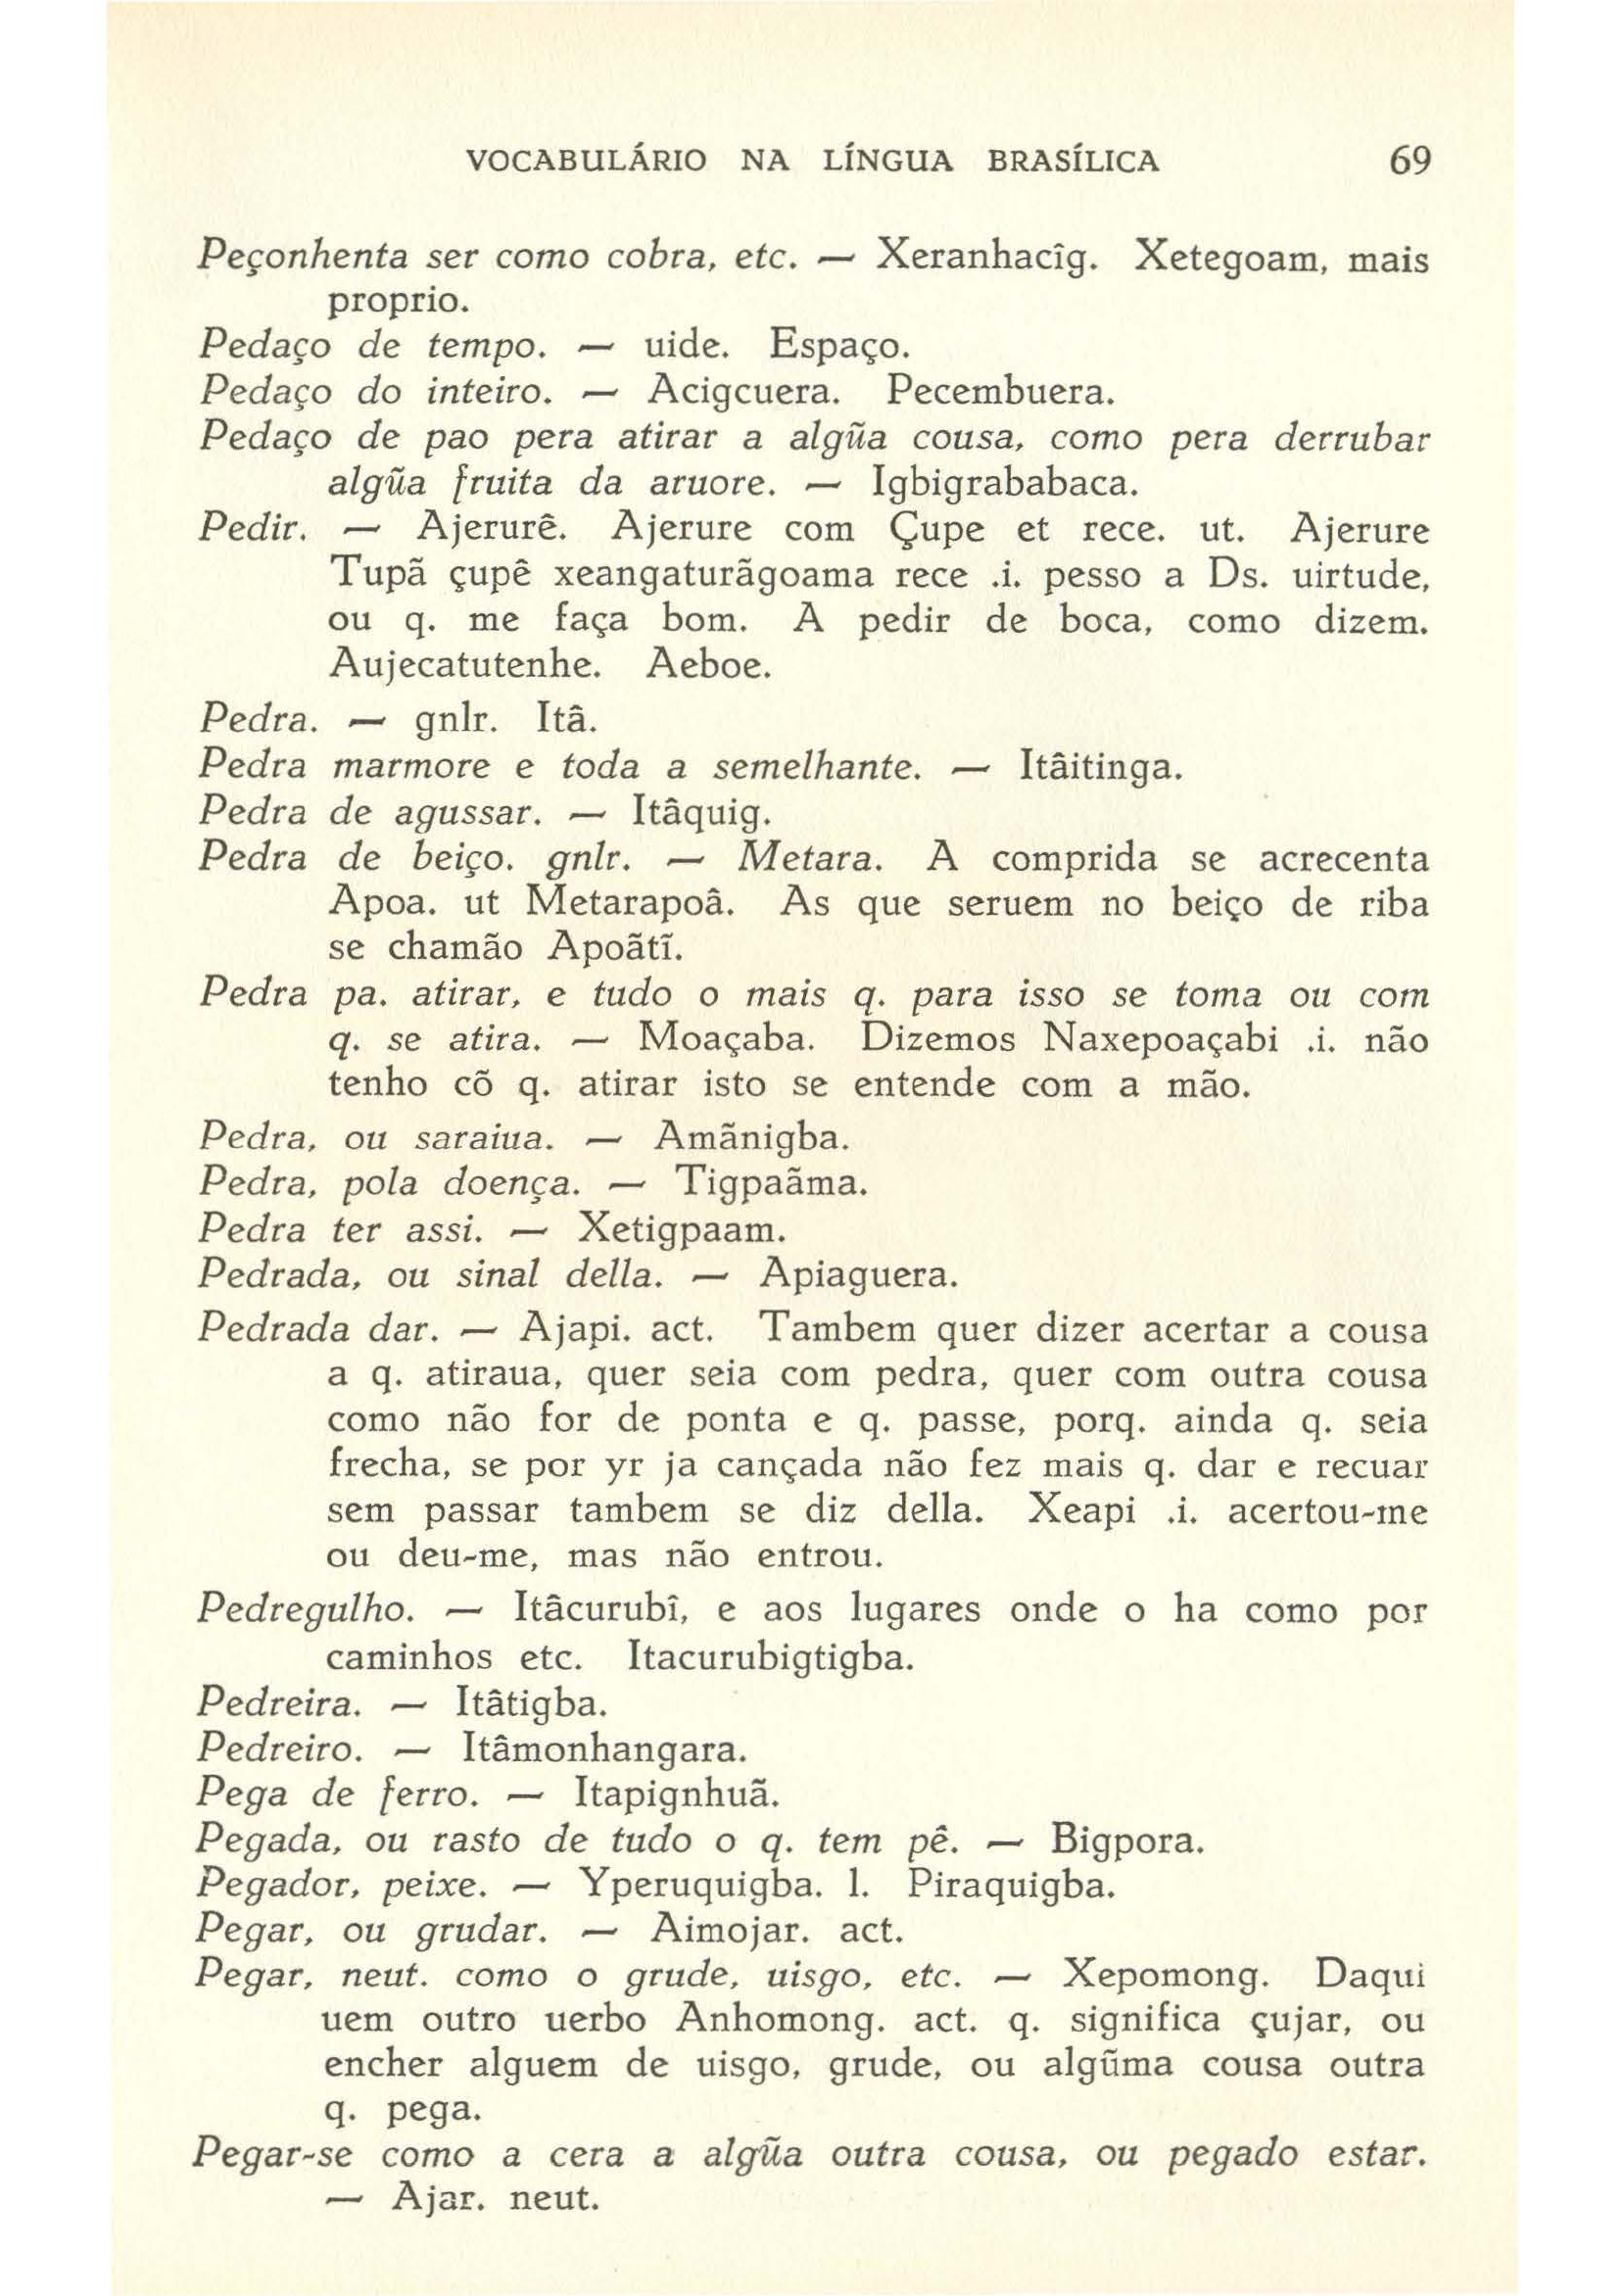 VOCABULÁRIO NA LÍNGUA BRASÍLICA 69
Peçonhenta ser como cobra, etc. — Xeranhacîg. Xetegoam, mais
proprio.
Pedaço de tempo. — uide. Espaço.
Pedaço do inteiro. — Acigcuera. Pecembuera.
Pedaço de pao pera atirar a algũa cousa, como pera derrubar
algũa fruita da aruore. — Igbigrababaca.
Pedir. — Ajerurê. Ajerure com Çupe et rece. ut. Ajerure
Tupã çupê xeangaturãgoama rece .i. pesso a Ds. uirtude,
ou q. me faça bom. A pedir de boca, como dizem.
Aujecatutenhe. Aeboe.
Pedra. — gnlr. Itâ.
Pedra marmore e toda a semelhante. — Itâitinga.
Pedra de agussar. — Itâquig.
Pedra de beiço. gnlr. — Metara. A comprida se acrecenta
Apoa. ut Metarapoâ. As que seruem no beiço de riba
se chamão Apoãtĩ.
Pedra pa. atirar, e tudo o mais q. para isso se toma ou com
q. se atira. — Moaçaba. Dizemos Naxepoaçabi .i. não
tenho cõ q. atirar isto se entende com a mão.
Pedra, ou saraiua. — Amãnigba.
Pedra, pola doença. — Tigpaãma.
Pedra ter assi. — Xetigpaam.
Pedrada, ou sinal della. — Apiaguera.
Pedrada dar. — Ajapi. act. Tambem quer dizer acertar a cousa
a q. atiraua, quer seia com pedra, quer com outra cousa
como não for de ponta e q. passe, porq. ainda q. seia
frecha, se por yr ja cançada não fez mais q. dar e recuar
sem passar tambem se diz della. Xeapi .i. acertou-me
ou deu-me, mas não entrou.
Pedregulho. — Itâcurubî, e aos lugares onde o ha como por
caminhos etc. Itacurubigtigba.
Pedreira. — Itâtigba.
Pedreiro. — Itâmonhangara.
Pega de ferro. — Itapignhuã.
Pegada, ou rasto de tudo o q. tem pê. — Bigpora.
Pegador, peixe. — Yperuquigba. l. Piraquigba.
Pegar, ou grudar. — Aimojar. act.
Pegar, neut. como o grude, uisgo, etc. — Xepomong. Daqui
uem outro uerbo Anhomong. act. q. significa çujar, ou
encher alguem de uisgo, grude, ou algũma cousa outra
q. pega.
Pegar-se como a cera a algũa outra cousa, ou pegado estar.
— Ajar. neut.